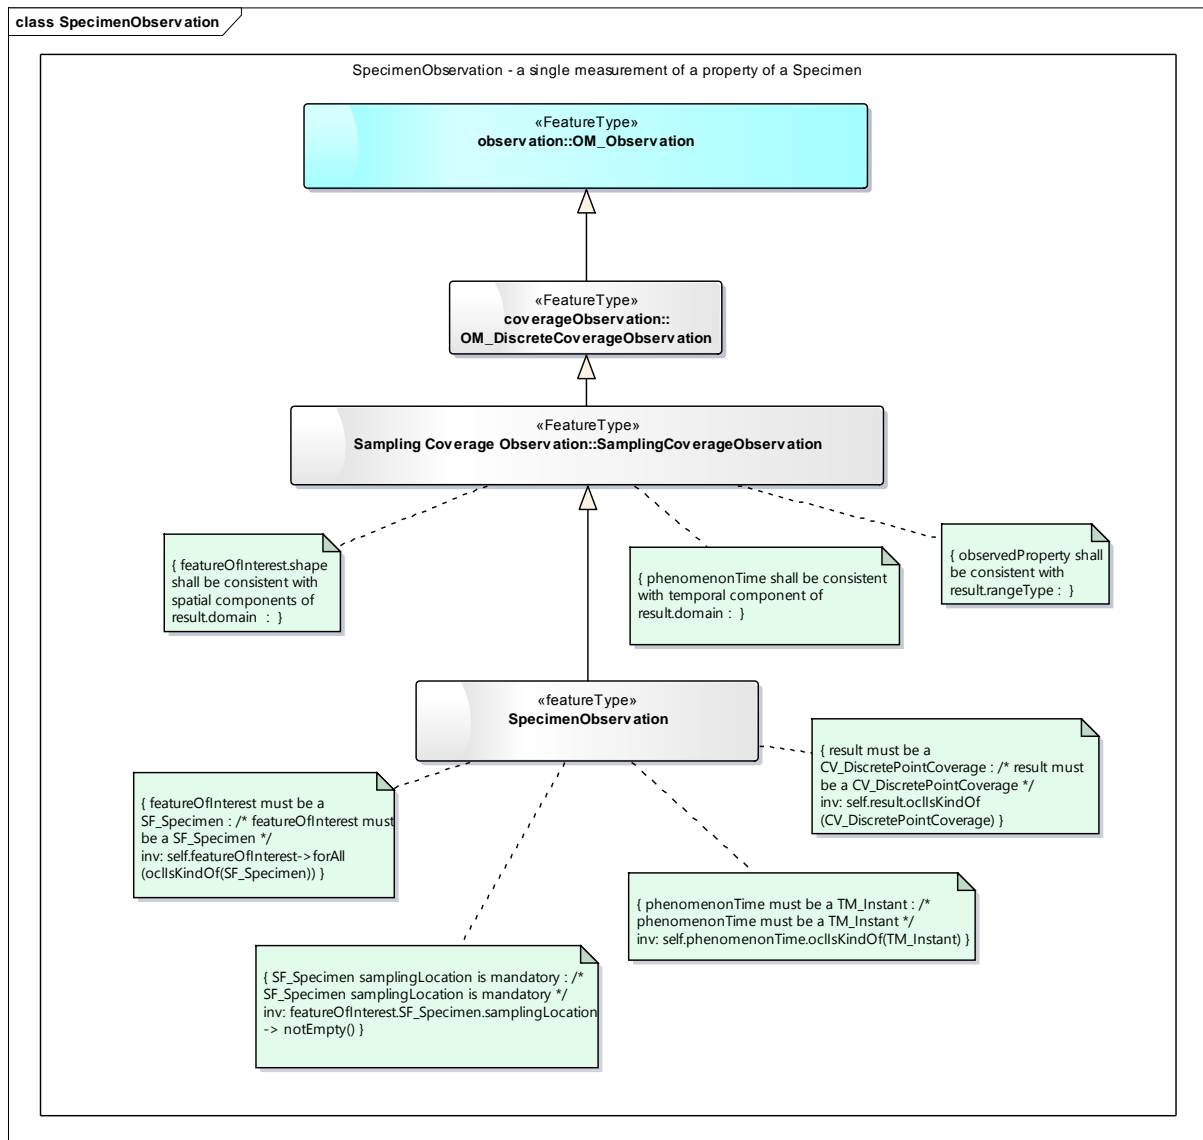 class SpecimenObservation
SpecimenObservation - a single measurement of a property of a Specimen
«FeatureType»
observation::OM_Observation
«FeatureType»
coverageObservation::
OM_DiscreteCoverageObservation
«FeatureType»
Sampling Coverage Observation::SamplingCoverageObservation
{ featureOfInterest.shape
shall be consistent with
spatial components of
result.domain  :  }
{ phenomenonTime shall be consistent
with temporal component of
result.domain :  }
{ observedProperty shall
be consistent with
result.rangeType :  }
«featureType»
SpecimenObservation
{ result must be a
CV_DiscretePointCoverage : /* result must
be a CV_DiscretePointCoverage */
inv: self.result.oclIsKindOf
(CV_DiscretePointCoverage) }
{ featureOfInterest must be a
SF_Specimen : /* featureOfInterest must
be a SF_Specimen */
inv: self.featureOfInterest->forAll
(oclIsKindOf(SF_Specimen)) }
{ phenomenonTime must be a TM_Instant : /*
phenomenonTime must be a TM_Instant */
inv: self.phenomenonTime.oclIsKindOf(TM_Instant) }
{ SF_Specimen samplingLocation is mandatory : /*
SF_Specimen samplingLocation is mandatory */
inv: featureOfInterest.SF_Specimen.samplingLocation
-> notEmpty() }